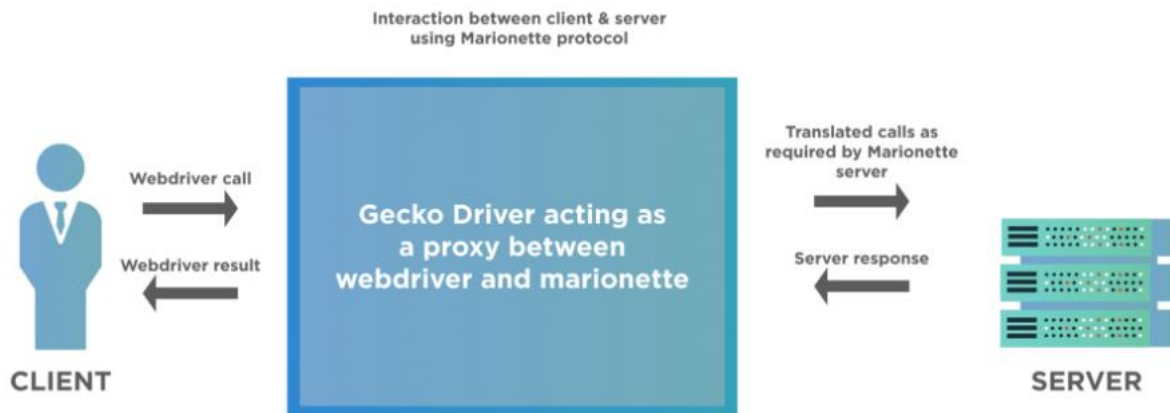 Interaction between client & server
using Marionette protocol
Webdriver call
Webdriver result
CLIENT
Gecko Driver acting as
a proxy between
webdriver and marionette
Translated calls as
required by Marionette
server
Server response
SERVER